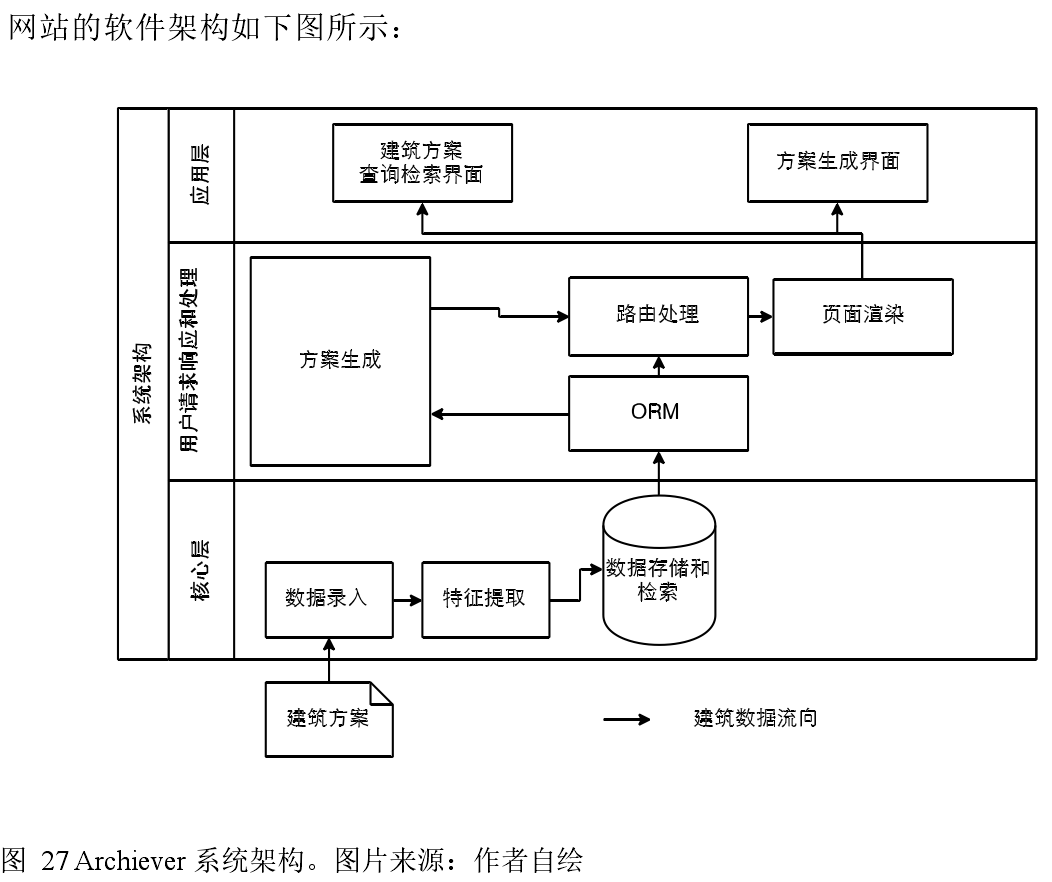 网站的软件架构如下图所示：
系统架构
应用层
建筑方案
查询检索界面
方案生成界面
用户请求响应和处理
方案生成
路由处理
页面渲染
ORM
核心层
数据录入
特征提取
数据存储和
检索
建筑方案
建筑数据流向
图 27 Archiever 系统架构。图片来源：作者自绘